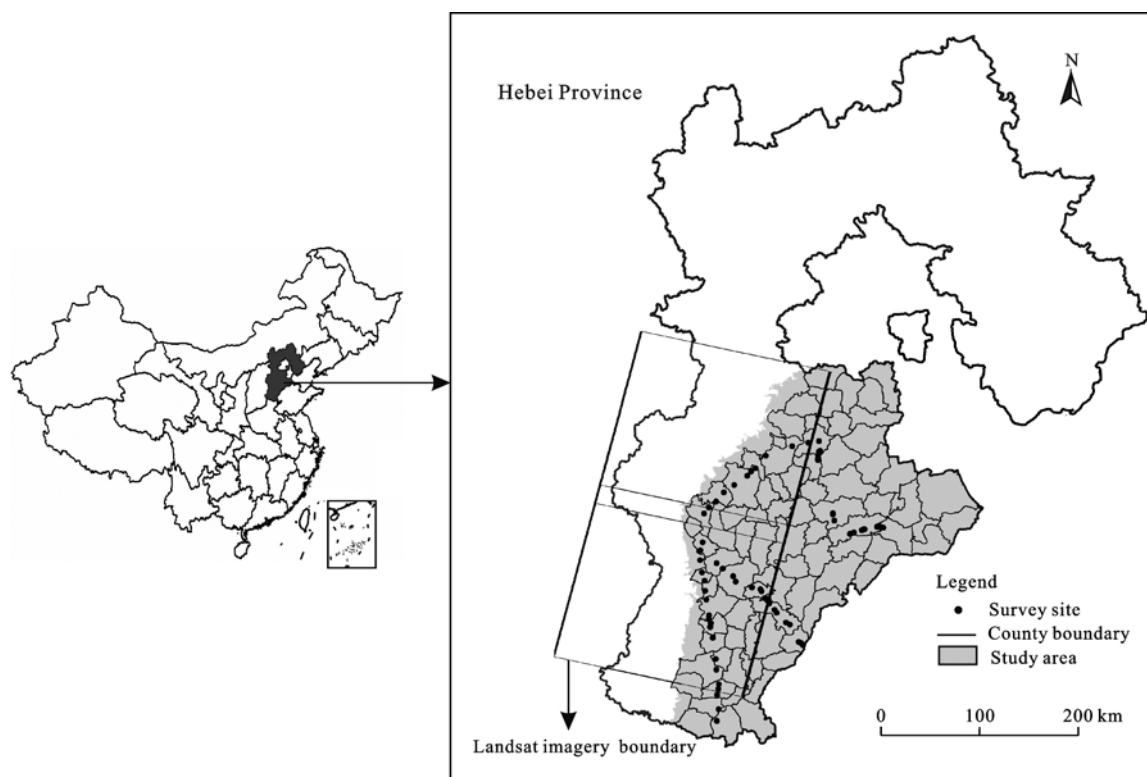 Hebei Province
N
Legend
Survey site
County boundary
Study area
0 100 200 km
Landsat imagery boundary